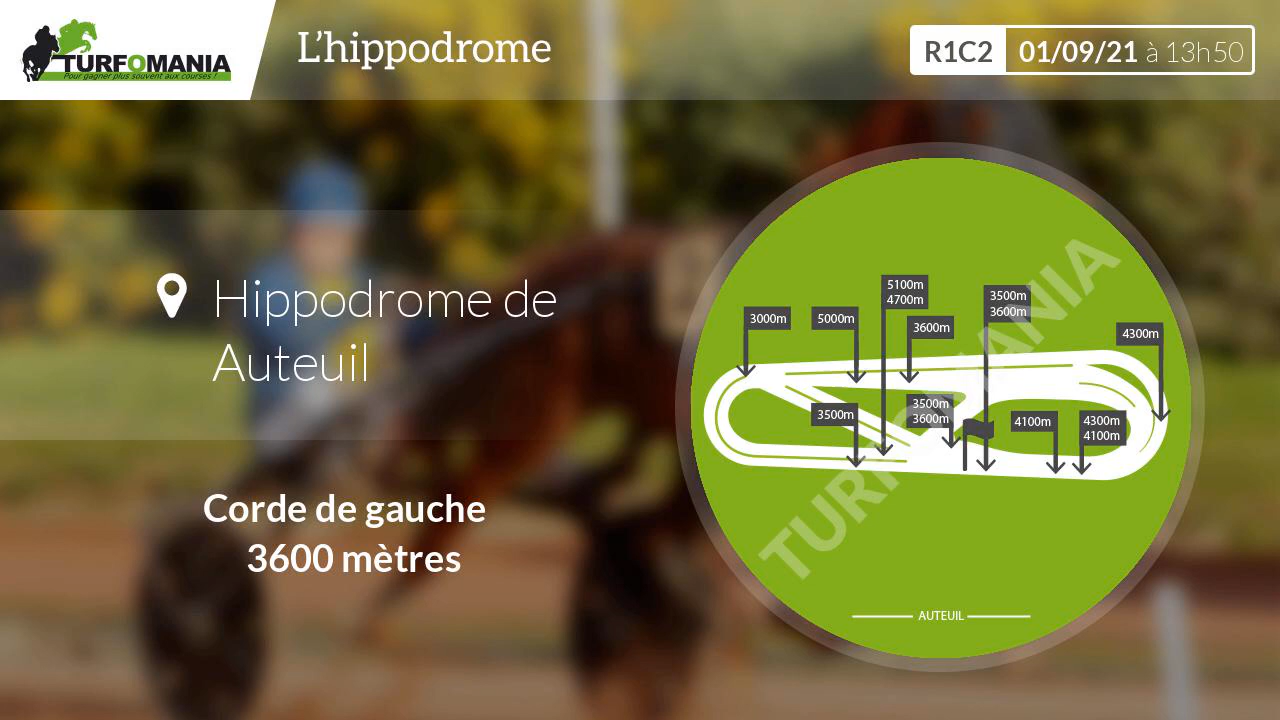 TURFOMANIA
Pour gagner plus souvent aux courses !
L'hippodrome
R1C2 01/09/21 à 13h50
Hippodrome de
Auteuil
Corde de gauche
3600 mètres
3000m
5000m
5100m
4700m
3600m
3500m
3600m
4300m
3500m
3500m
3600m
4100m
4300m
4100m
TURFOMANIA
AUTEUIL